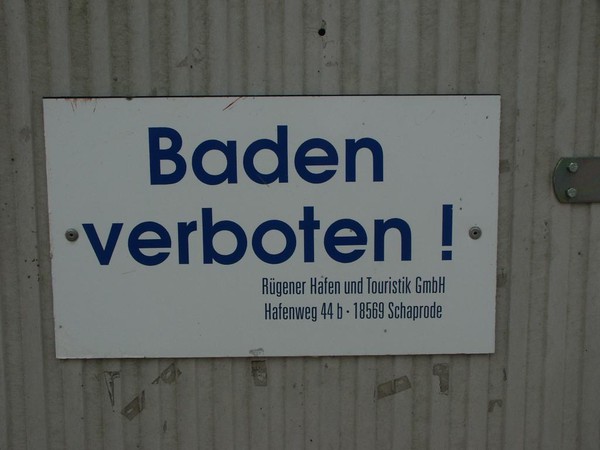 Baden
verboten !
Rügener Hafen und Touristik GmbH
Hafenweg 44 b · 18569 Schaprode